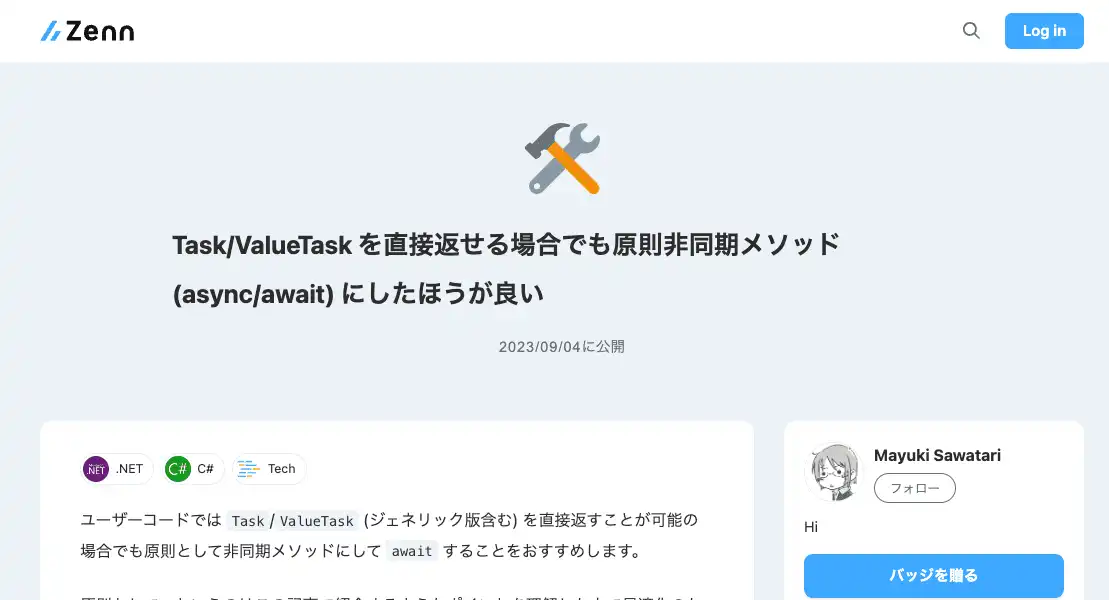 Zenn
Log in
Task/ValueTask を直接返せる場合でも原則非同期メソッド
(async/await) にしたほうが良い
2023/09/04に公開
.NET .NET C# C# Tech
ユーザーコードでは Task / ValueTask (ジェネリック版含む) を直接返すことが可能の
場合でも原則として非同期メソッドにして await することをおすすめします。
Mayuki Sawatari
フォロー
Hi
バッジを贈る